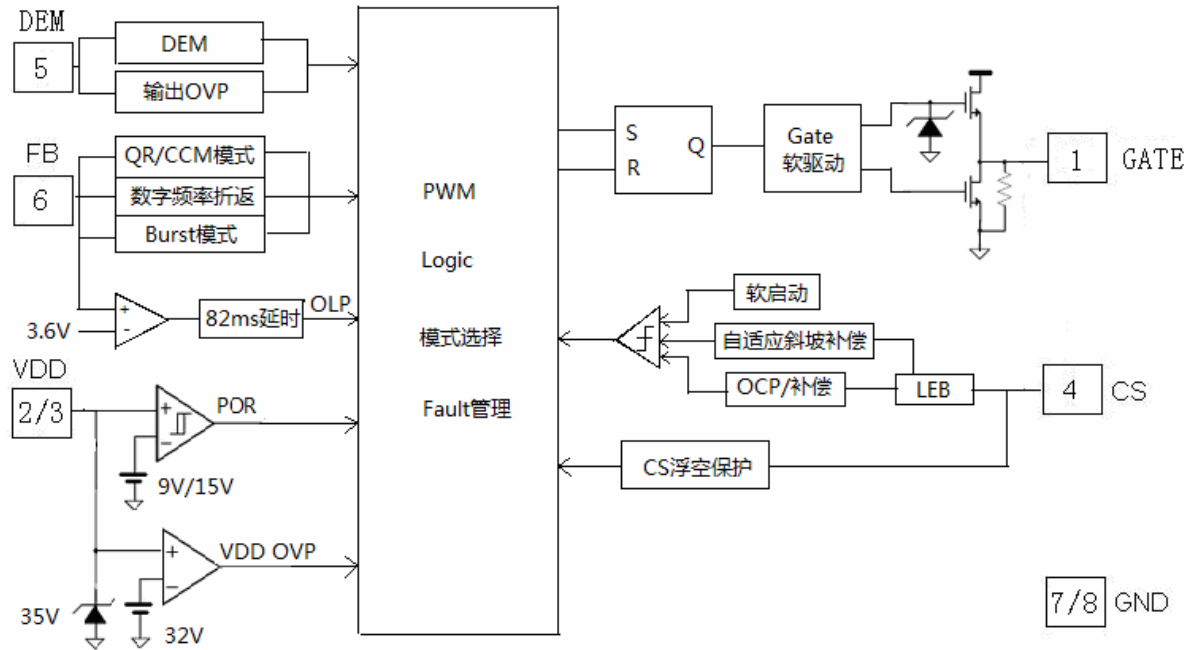 DEM
5
DEM
输出OVP
FB
6
QR/CCM模式
数字频率折返
Burst模式
+
-
3.6V
82ms延时
OLP
VDD
2/3
+
−
POR
9V/15V
+
−
VDD OVP
35V
32V
PWM
Logic
模式选择
Fault管理
S
R
Q
Gate
软驱动
1
GATE
软启动
自适应斜坡补偿
OCP/补偿
LEB
4
CS
CS浮空保护
7/8
GND